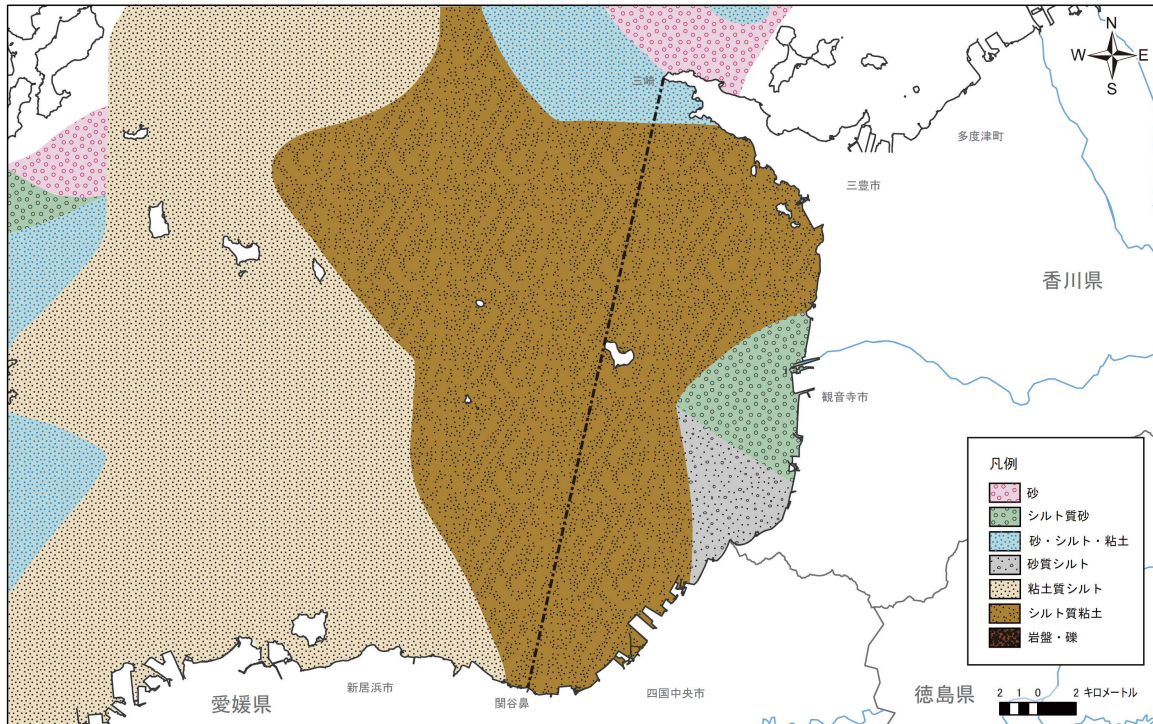 N
W E
S
三崎
多度津町
三豊市
香川県
観音寺市
凡例
砂
シルト質砂
砂・シルト・粘土
砂質シルト
粘土質シルト
シルト質粘土
岩盤・礫
新居浜市
愛媛県
関谷鼻
四国中央市
徳島県
2 1 0 2 キロメートル